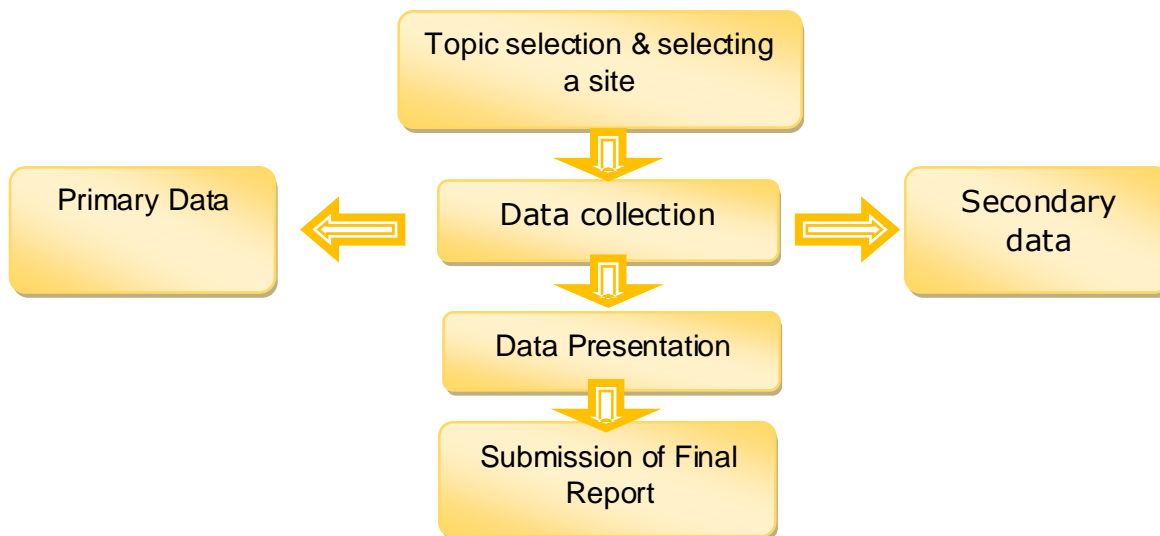 Topic selection & selecting
a site
Primary Data
Data collection
Secondary
data
Data Presentation
Submission of Final
Report